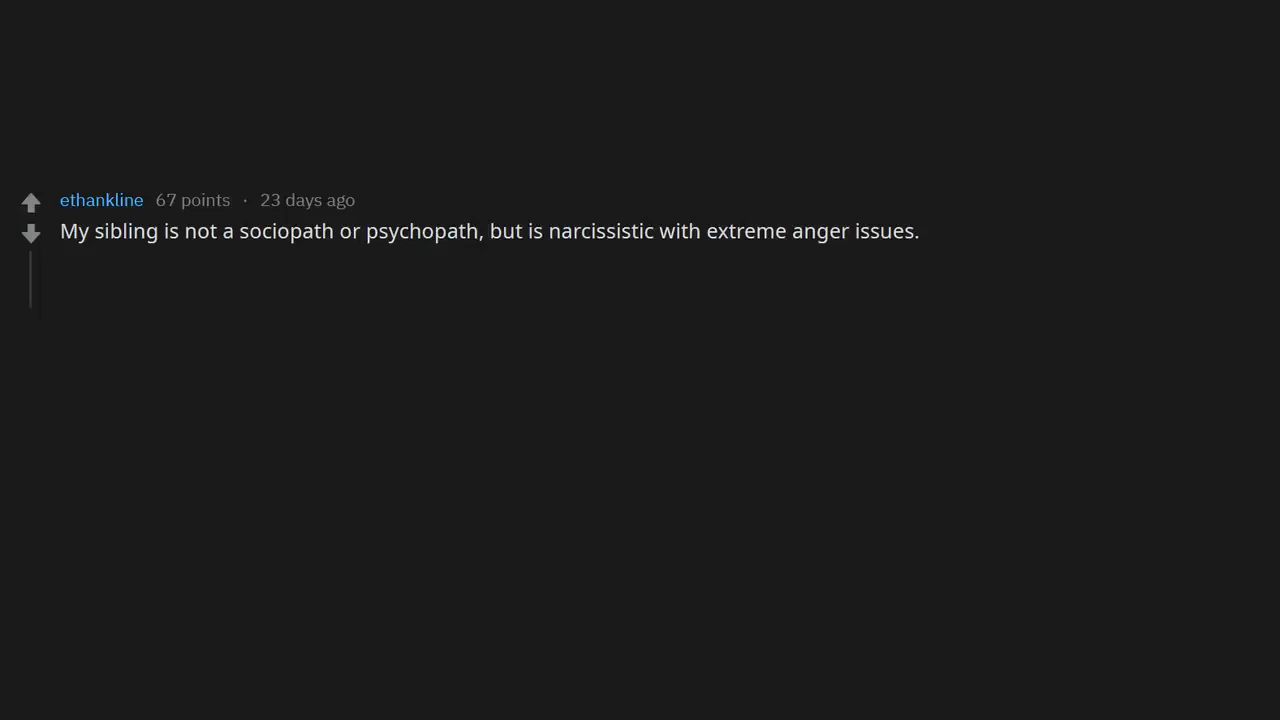 ethankline 67 points · 23 days ago
My sibling is not a sociopath or psychopath, but is narcissistic with extreme anger issues.